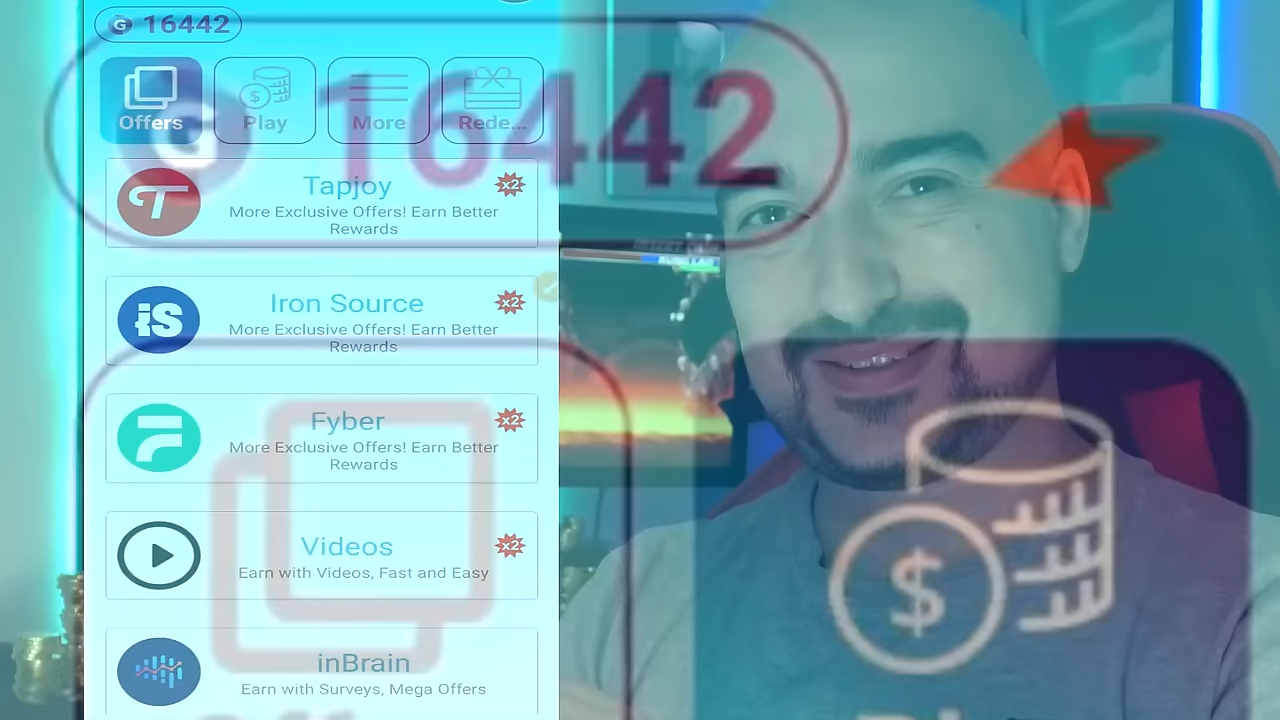 G 16442
G 16442
Offers
Play
More
Rede...
Tapjoy
x2
More Exclusive Offers! Earn Better
Rewards
Iron Source
x2
iS
More Exclusive Offers! Earn Better
Rewards
Fyber
x2
More Exclusive Offers! Earn Better
Rewards
Videos
x2
Earn with Videos, Fast and Easy
inBrain
Earn with Surveys, Mega Offers
$